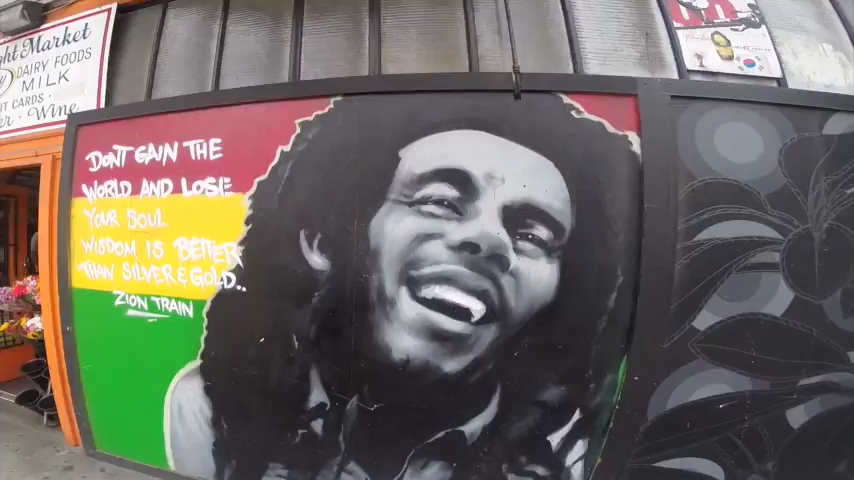 ght Market
DAIRY FOODS
MILK
T CARDS
er · Wine
DON'T GAIN THE
WORLD AND LOSE
YOUR SOUL
WISDOM IS BETTER
THAN SILVER & GOLD..
ZION TRAIN